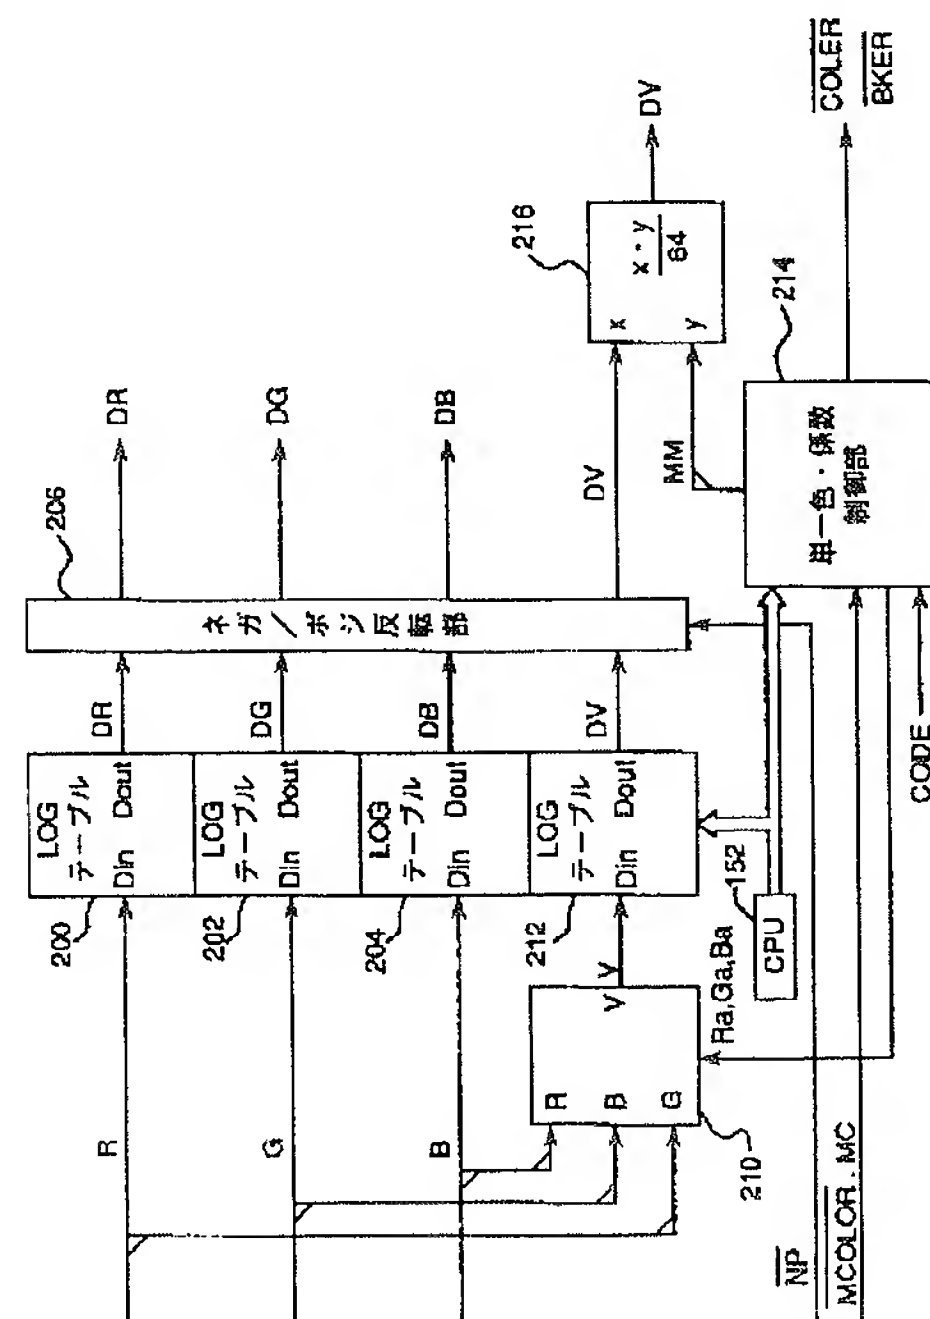 COLER
BKER
DV
216
x・y
64
x
y
214
DR
DG
DB
206
DV
MM
単一色・係数
制御部
ネガ／ポジ反転部
DR
DG
DB
DV
LOG
テーブル
Din Dout
LOG
テーブル
Din Dout
LOG
テーブル
Din Dout
LOG
テーブル
Din Dout
CODE
200
202
204
212
152
CPU
V
V
Ra,Ga,Ba
R
G
B
R
B
G
210
NP
MCOLOR . MC